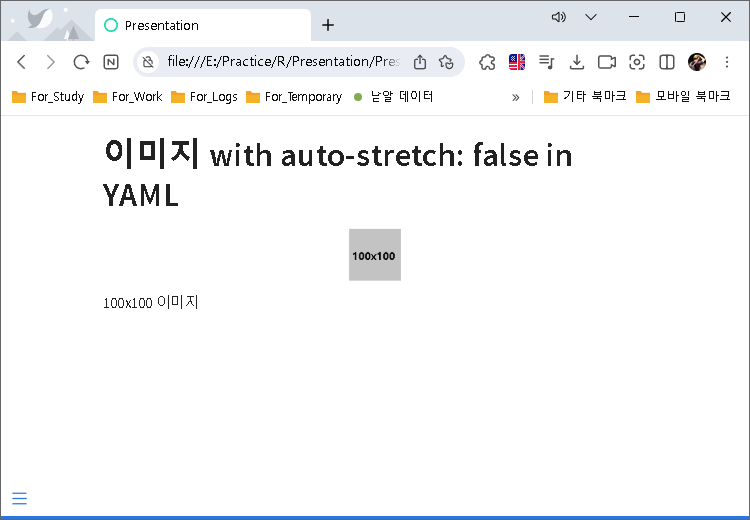 Presentation
file:///E:/Practice/R/Presentation/Pres
For_Study For_Work For_Logs For_Temporary 낱알 데이터 » 기타 북마크 모바일 북마크
이미지 with auto-stretch: false in
YAML
100x100
100x100 이미지